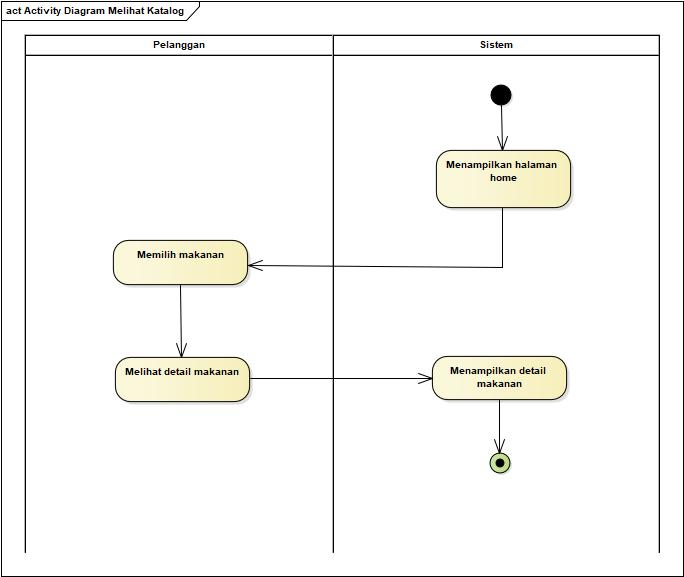 act Activity Diagram Melihat Katalog
Pelanggan
Sistem
Menampilkan halaman
home
Memilih makanan
Melihat detail makanan
Menampilkan detail
makanan